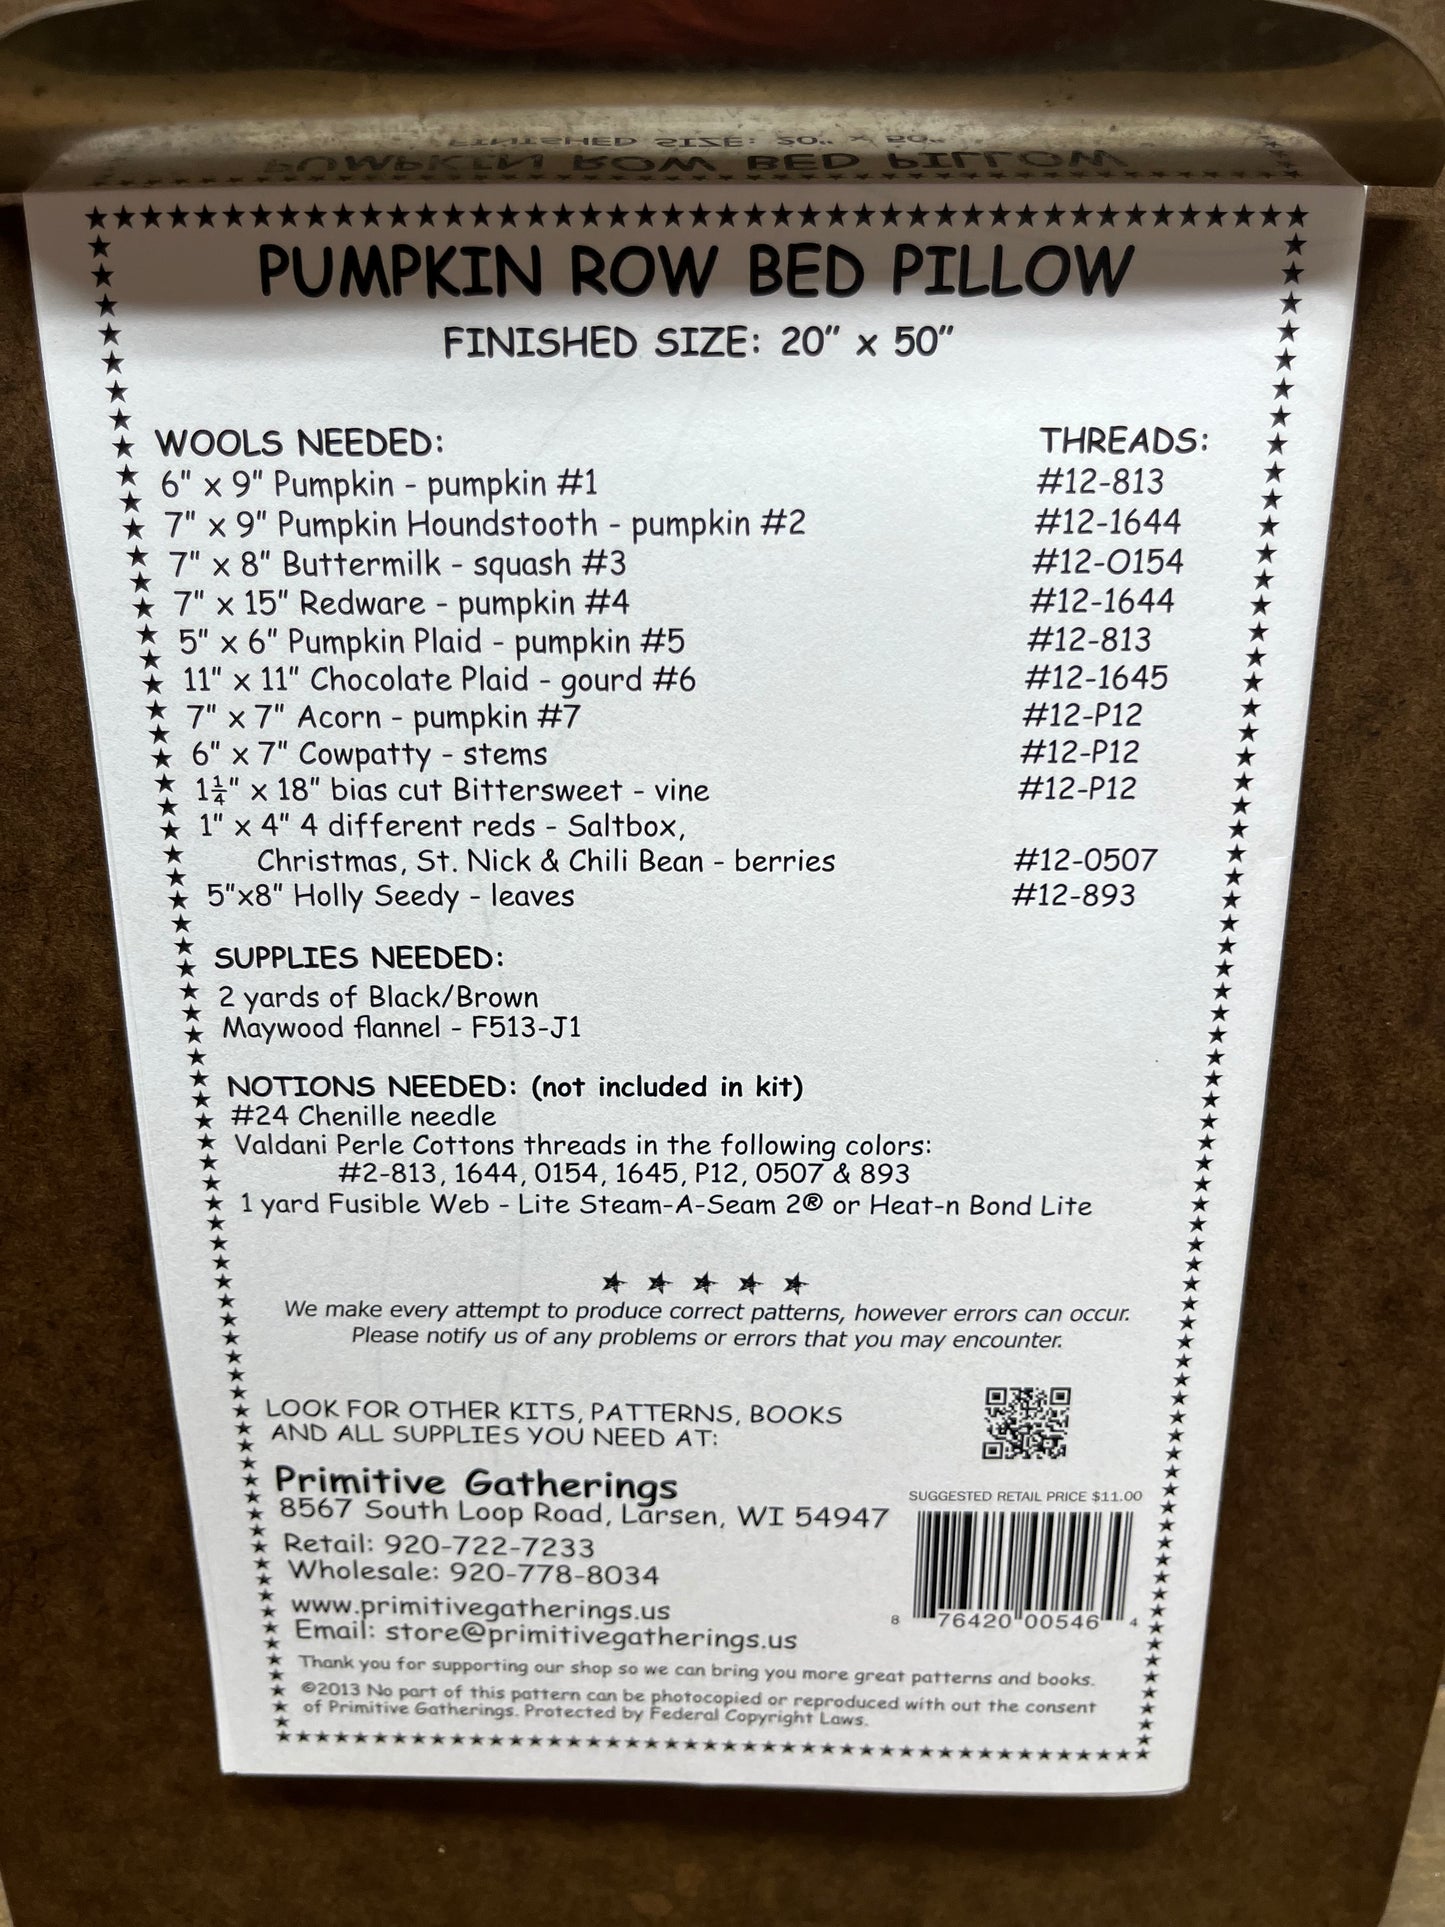 PUMPKIN ROW BED PILLOW
FINISHED SIZE: 20" x 50"
WOOLS NEEDED: THREADS:
6" x 9" Pumpkin - pumpkin #1 #12-813
7" x 9" Pumpkin Houndstooth - pumpkin #2 #12-1644
7" x 8" Buttermilk - squash #3 #12-O154
7" x 15" Redware - pumpkin #4 #12-1644
5" x 6" Pumpkin Plaid - pumpkin #5 #12-813
11" x 11" Chocolate Plaid - gourd #6 #12-1645
7" x 7" Acorn - pumpkin #7 #12-P12
6" x 7" Cowpatty - stems #12-P12
1¼" x 18" bias cut Bittersweet - vine #12-P12
1" x 4" 4 different reds - Saltbox,
Christmas, St. Nick & Chili Bean - berries #12-0507
5"x8" Holly Seedy - leaves #12-893
SUPPLIES NEEDED:
2 yards of Black/Brown
Maywood flannel - F513-J1
NOTIONS NEEDED: (not included in kit)
#24 Chenille needle
Valdani Perle Cottons threads in the following colors:
#2-813, 1644, 0154, 1645, P12, 0507 & 893
1 yard Fusible Web - Lite Steam-A-Seam 2® or Heat-n Bond Lite
We make every attempt to produce correct patterns, however errors can occur.
Please notify us of any problems or errors that you may encounter.
LOOK FOR OTHER KITS, PATTERNS, BOOKS
AND ALL SUPPLIES YOU NEED AT:
Primitive Gatherings
8567 South Loop Road, Larsen, WI 54947
Retail: 920-722-7233
Wholesale: 920-778-8034
www.primitivegatherings.us
Email: store@primitivegatherings.us
SUGGESTED RETAIL PRICE $11.00
8 76420 00546 4
Thank you for supporting our shop so we can bring you more great patterns and books.
©2013 No part of this pattern can be photocopied or reproduced with out the consent
of Primitive Gatherings. Protected by Federal Copyright Laws.